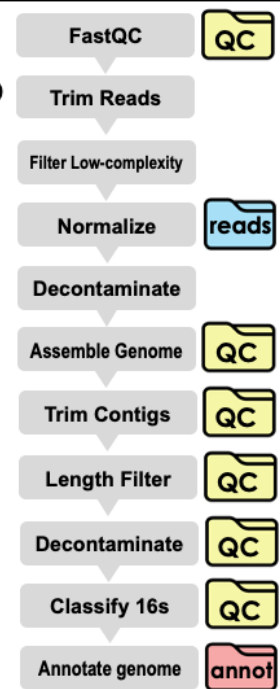 FastQC QC
Trim Reads
Filter Low-complexity
Normalize reads
Decontaminate
Assemble Genome QC
Trim Contigs QC
Length Filter QC
Decontaminate QC
Classify 16s QC
Annotate genome annot